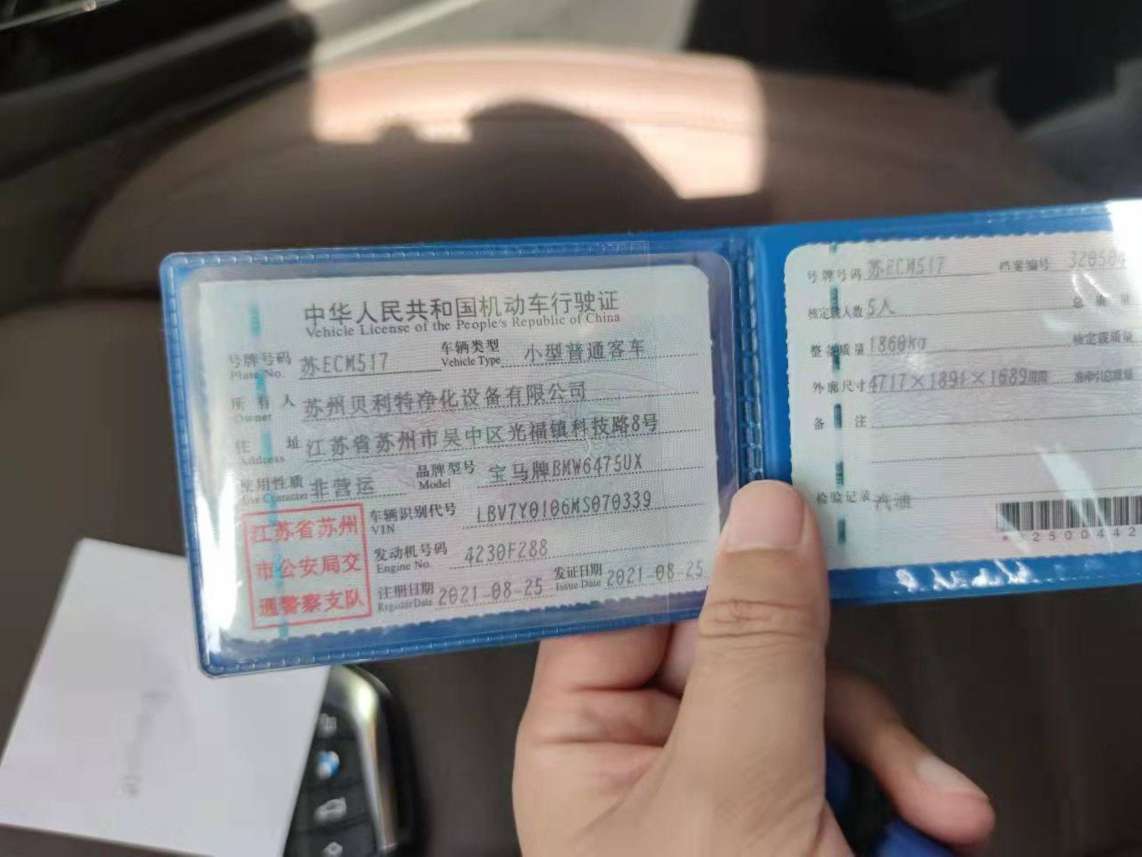 中华人民共和国机动车行驶证
Vehicle License of the People's Republic of China
号牌号码 苏ECM517 车辆类型 小型普通客车
Plate No. Vehicle Type
所有人 苏州贝利特净化设备有限公司
Owner
住址 江苏省苏州市吴中区光福镇科技路8号
Address
使用性质 非营运 品牌型号 宝马牌BMW6475UX
Use Character Model
江苏省苏州
市公安局交
通警察支队
车辆识别代号 LBV7Y0106MS070339
VIN
发动机号码 4230F288
Engine No.
注册日期 2021-08-25 发证日期 2021-08-25
Register Date Issue Date
号牌号码 苏ECM517 档案编号 320504
核定载人数 5人
整备质量 1860kg 核定载质量
外廓尺寸 4717×1891×1689
备注
检验记录 汽油